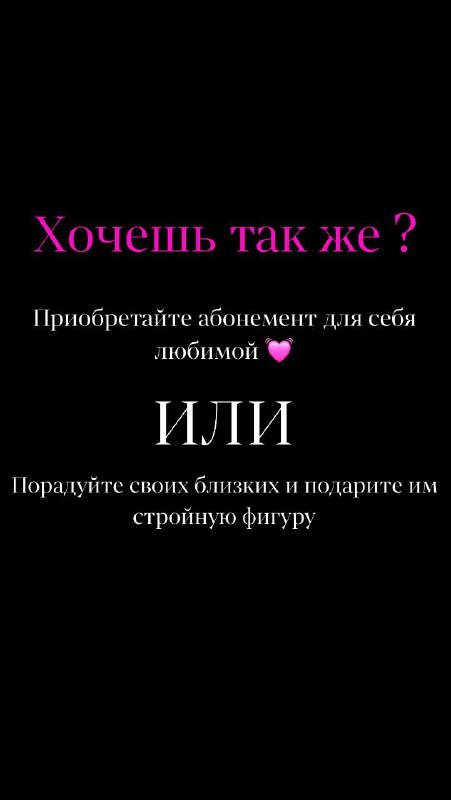 Хочешь так же ?
Приобретайте абонемент для себя
любимой 💓
ИЛИ
Порадуйте своих близких и подарите им
стройную фигуру